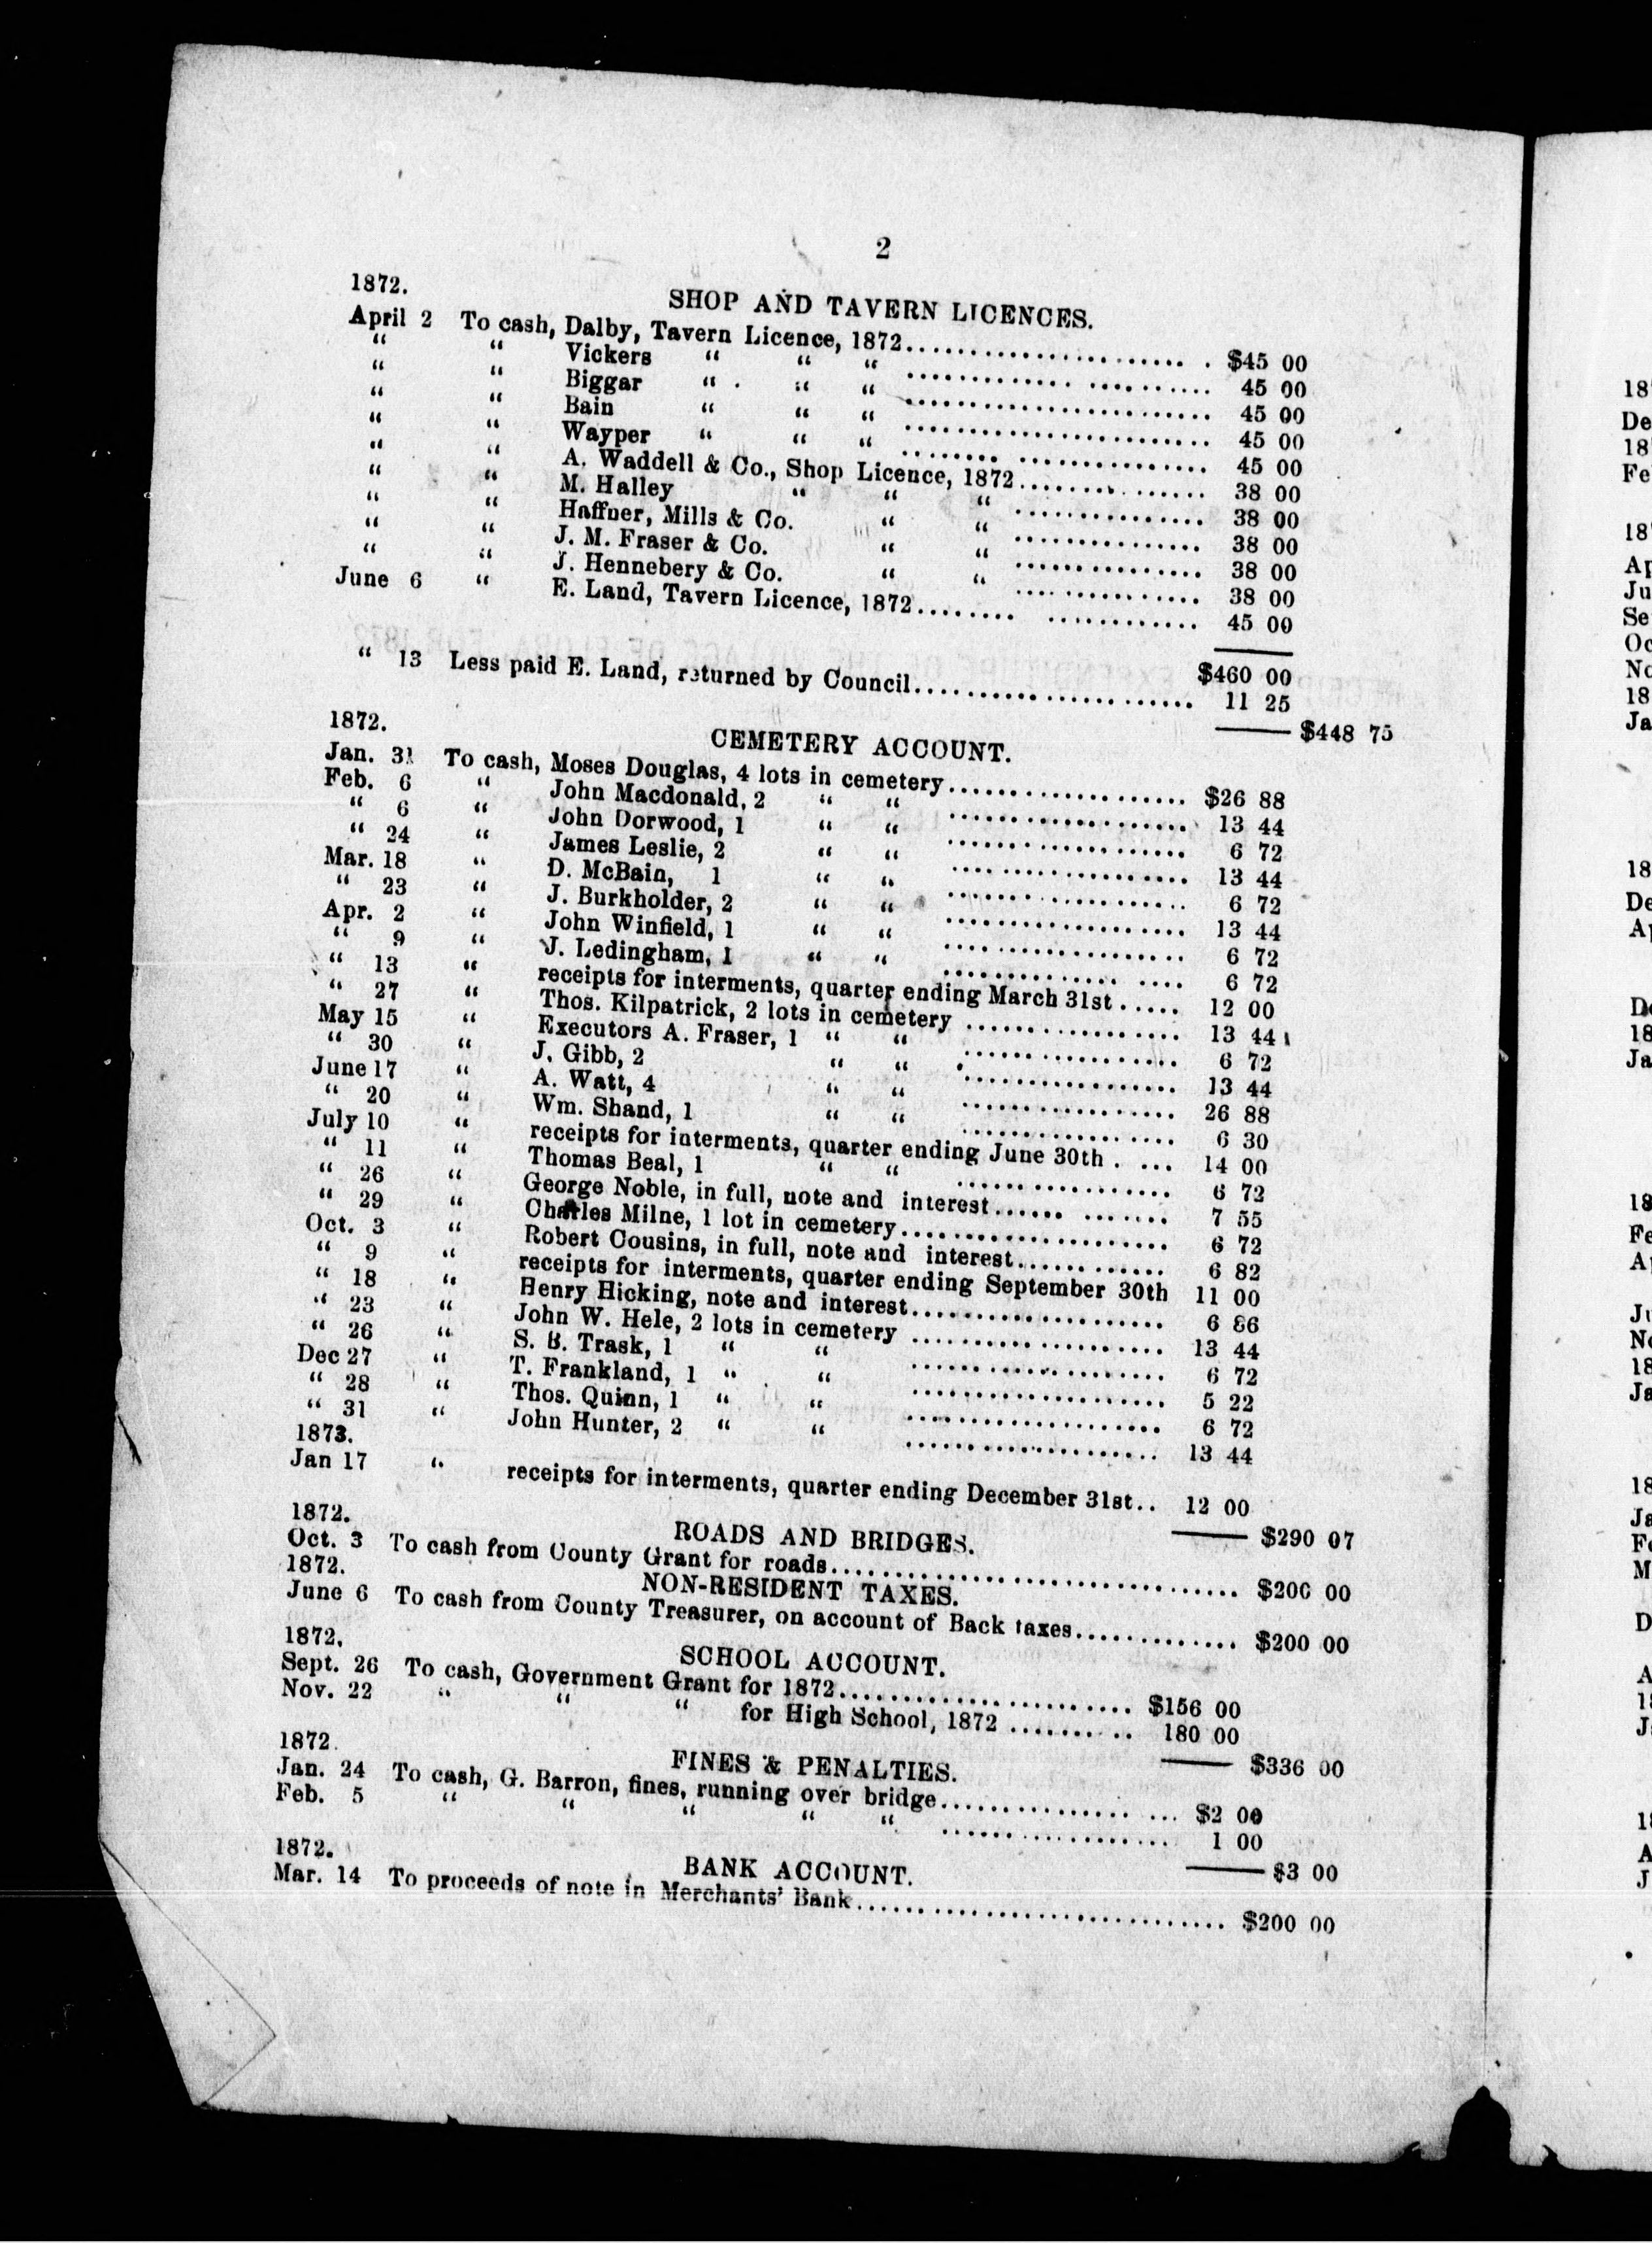 2
1872.
SHOP AND TAVERN LICENCES.
April 2 To cash, Dalby, Tavern Licence, 1872........................ $45 00
" " Vickers " " " ........................ 45 00
" " Biggar " " " ........................ 45 00
" " Bain " " " ........................ 45 00
" " Wayper " " " ........................ 45 00
" " A. Waddell & Co., Shop Licence, 1872............... 38 00
" " M. Halley " " " ............... 38 00
" " Haffner, Mills & Co. " " ............... 38 00
" " J. M. Fraser & Co. " " ............... 38 00
" " J. Hennebery & Co. " " ............... 38 00
June 6 " E. Land, Tavern Licence, 1872........ ............ 45 00
$460 00
" 13 Less paid E. Land, returned by Council...................... 11 25
$448 75
1872.
CEMETERY ACCOUNT.
Jan. 31 To cash, Moses Douglas, 4 lots in cemetery................... $26 88
Feb. 6 " John Macdonald, 2 " " ................... 13 44
" 6 " John Dorwood, 1 " " ................... 6 72
" 24 " James Leslie, 2 " " ................... 13 44
Mar. 18 " D. McBain, 1 " " ................... 6 72
" 23 " J. Burkholder, 2 " " ................... 13 44
Apr. 2 " John Winfield, 1 " " ................... 6 72
" 9 " J. Ledingham, 1 " " ................... 6 72
" 13 " receipts for interments, quarter ending March 31st..... 12 00
" 27 " Thos. Kilpatrick, 2 lots in cemetery ................. 13 44
May 15 " Executors A. Fraser, 1 " " ................. 6 72
" 30 " J. Gibb, 2 " " ................. 13 44
June 17 " A. Watt, 4 " " ................. 26 88
" 20 " Wm. Shand, 1 " " ................. 6 30
July 10 " receipts for interments, quarter ending June 30th . ... 14 00
" 11 " Thomas Beal, 1 " " ................. 6 72
" 26 " George Noble, in full, note and interest...... ....... 7 55
" 29 " Charles Milne, 1 lot in cemetery..................... 6 72
Oct. 3 " Robert Cousins, in full, note and interest............ 6 82
" 9 " receipts for interments, quarter ending September 30th 11 00
" 18 " Henry Hicking, note and interest.................... 6 86
" 23 " John W. Hele, 2 lots in cemetery .................... 13 44
" 26 " S. B. Trask, 1 " " .................... 6 72
Dec 27 " T. Frankland, 1 " " .................... 5 22
" 28 " Thos. Quinn, 1 " " .................... 6 72
" 31 " John Hunter, 2 " " .................... 13 44
1873.
Jan 17 " receipts for interments, quarter ending December 31st.. 12 00
$290 07
1872.
ROADS AND BRIDGES.
Oct. 3 To cash from County Grant for roads................................ $200 00
1872.
NON-RESIDENT TAXES.
June 6 To cash from County Treasurer, on account of Back taxes............. $200 00
1872.
SCHOOL ACCOUNT.
Sept. 26 To cash, Government Grant for 1872....................... $156 00
Nov. 22 " " " for High School, 1872 .......... 180 00
$336 00
1872.
FINES & PENALTIES.
Jan. 24 To cash, G. Barron, fines, running over bridge.................. $2 00
Feb. 5 " " " " " .................. 1 00
$3 00
1872.
BANK ACCOUNT.
Mar. 14 To proceeds of note in Merchants' Bank............................. $200 00